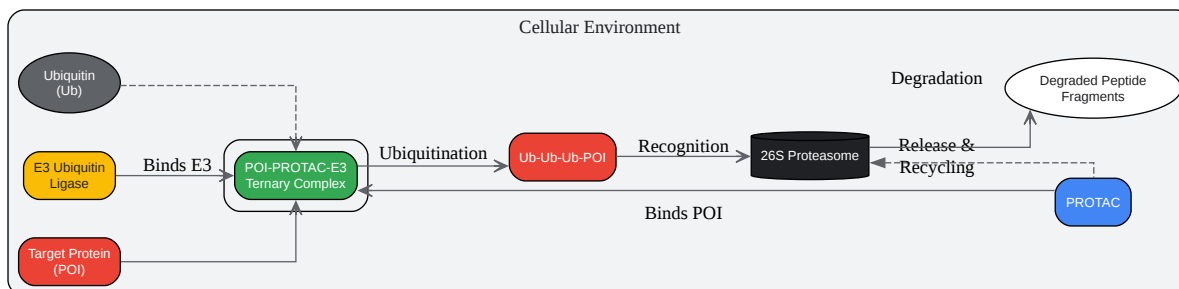 Cellular Environment
Ubiquitin
(Ub)
Degradation
Degraded Peptide
Fragments
E3 Ubiquitin
Ligase
Binds E3
POI-PROTAC-E3
Ternary Complex
Ubiquitination
Ub-Ub-Ub-POI
Recognition
26S Proteasome
Release &
Recycling
PROTAC
Binds POI
Target Protein
(POI)